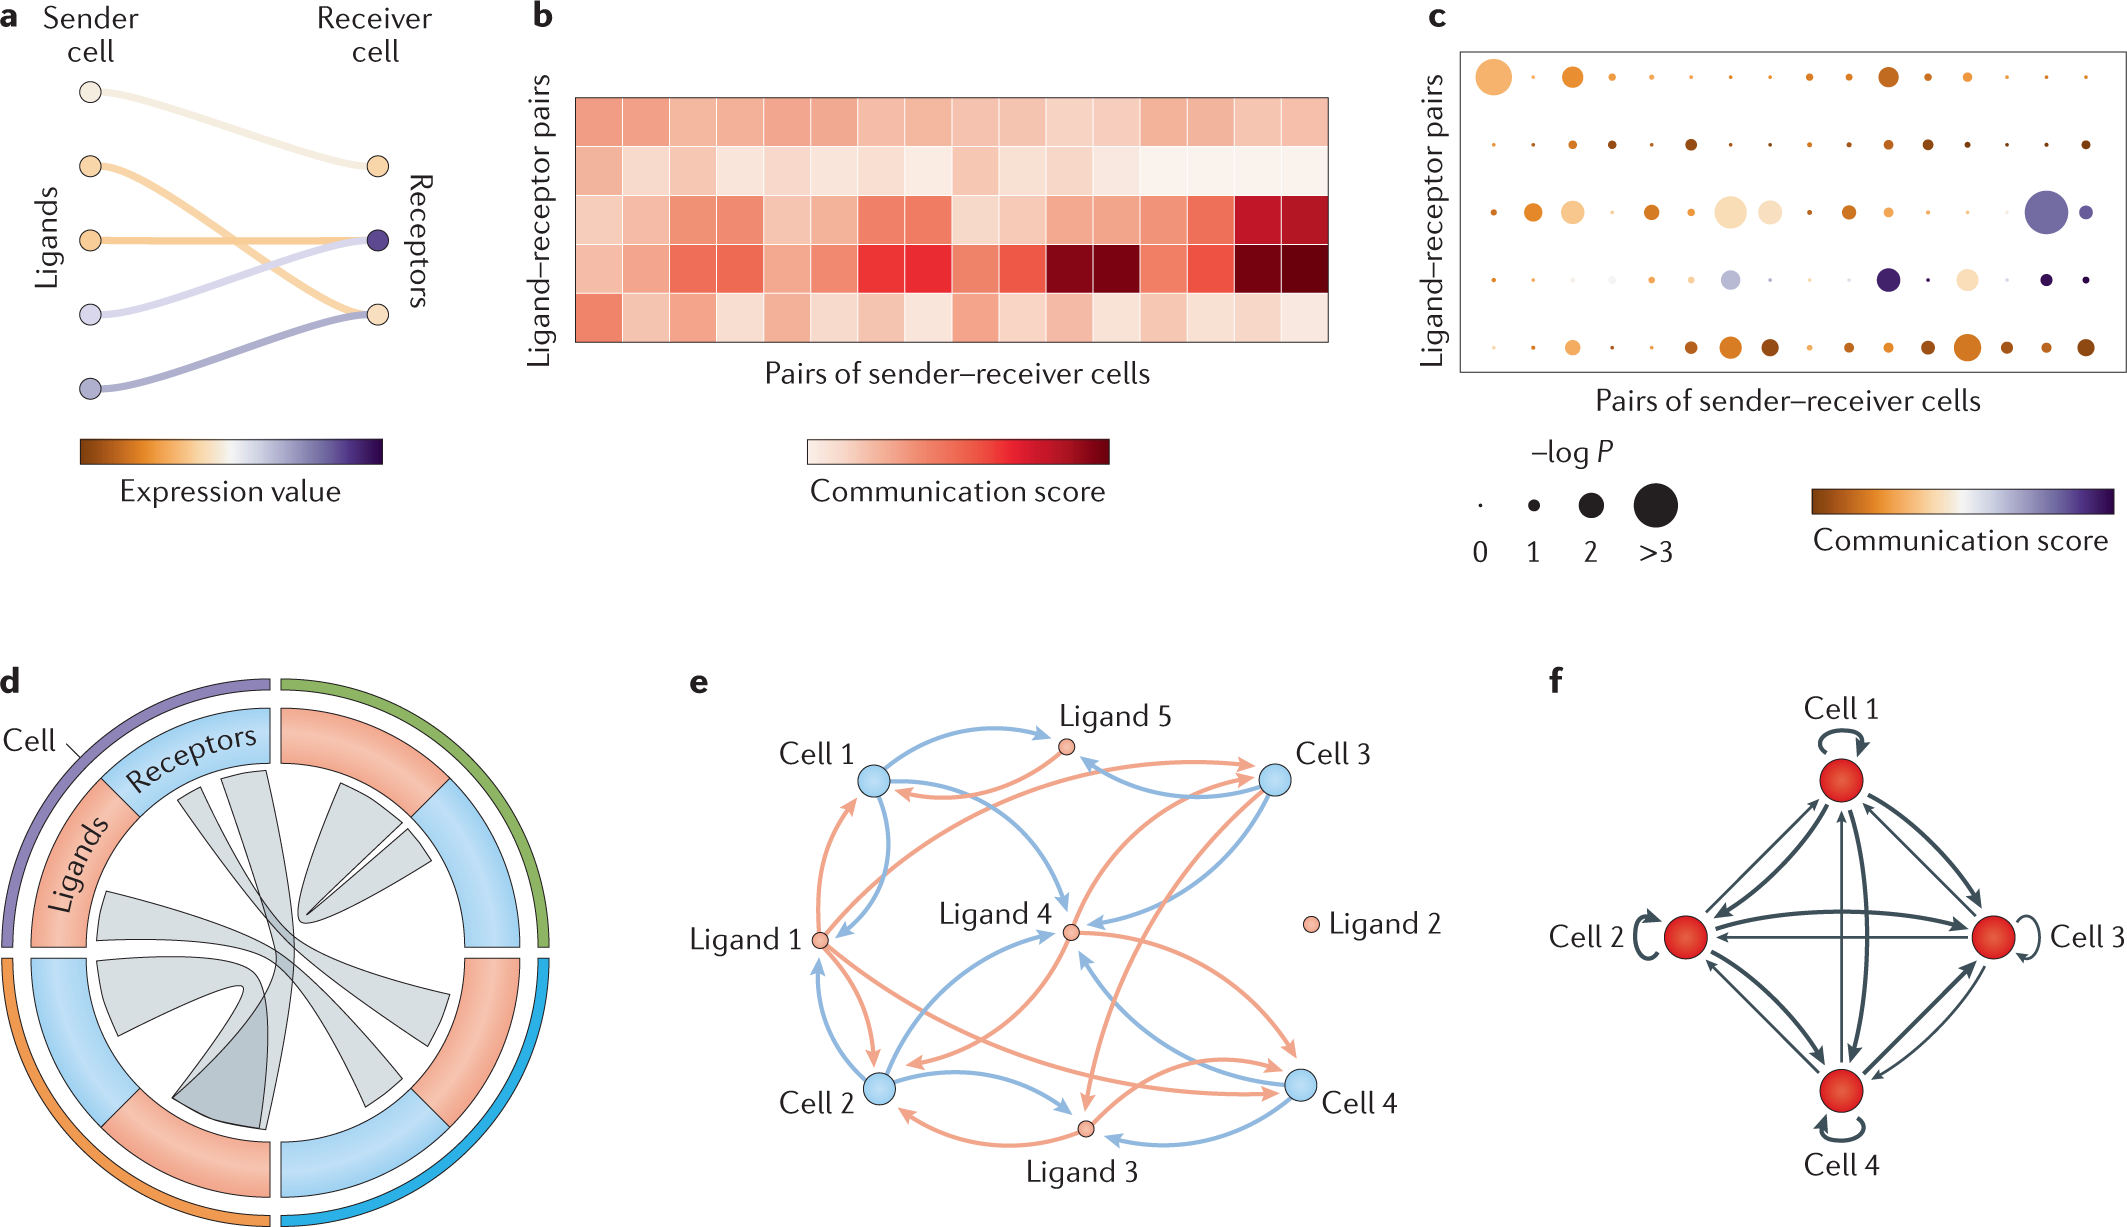 a
Sender
cell
Receiver
cell
Ligands
Receptors
Expression value
b
Ligand–receptor pairs
Pairs of sender–receiver cells
Communication score
c
Ligand–receptor pairs
Pairs of sender–receiver cells
–log P
0 1 2 >3
Communication score
d
Cell
Receptors
Ligands
e
Ligand 5
Cell 1
Cell 3
Ligand 4
Ligand 2
Ligand 1
Cell 2
Cell 4
Ligand 3
f
Cell 1
Cell 2
Cell 3
Cell 4